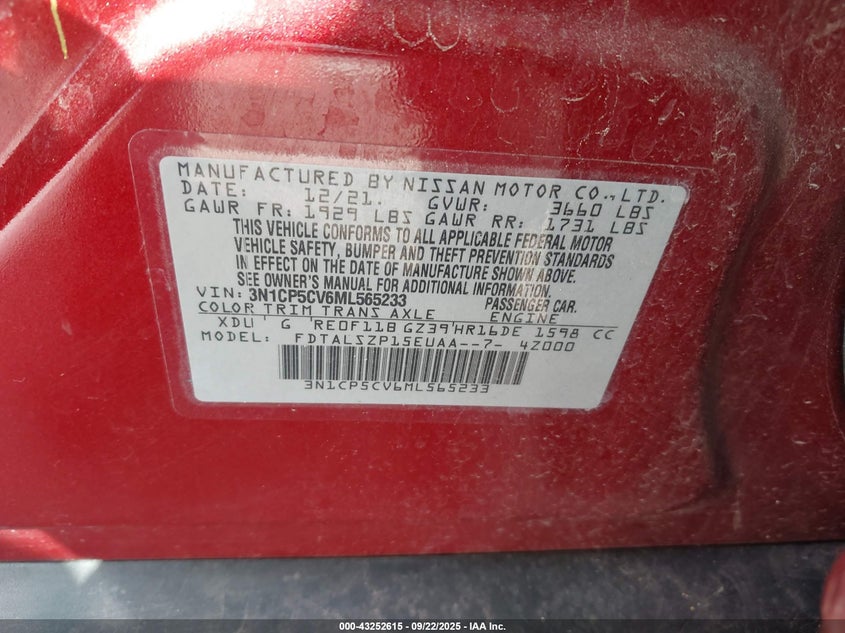 MANUFACTURED BY NISSAN MOTOR CO., LTD.
DATE: 12/21. GVWR: 3660 LBS
GAWR FR: 1929 LBS GAWR RR: 1731 LBS
THIS VEHICLE CONFORMS TO ALL APPLICABLE FEDERAL MOTOR
VEHICLE SAFETY, BUMPER AND THEFT PREVENTION STANDARDS
IN EFFECT ON THE DATE OF MANUFACTURE SHOWN ABOVE.
SEE OWNER'S MANUAL FOR ADDITIONAL INFORMATION.
VIN: 3N1CP5CV6ML565233 PASSENGER CAR.
COLOR TRIM TRANS AXLE ENGINE
XDU G RE0F11B GZ39 HR16DE 1598 CC
MODEL: FDTALSZP15EUAA--7- 4Z000
3N1CP5CV6ML565233
000-43252615 - 09/22/2025 - IAA Inc.